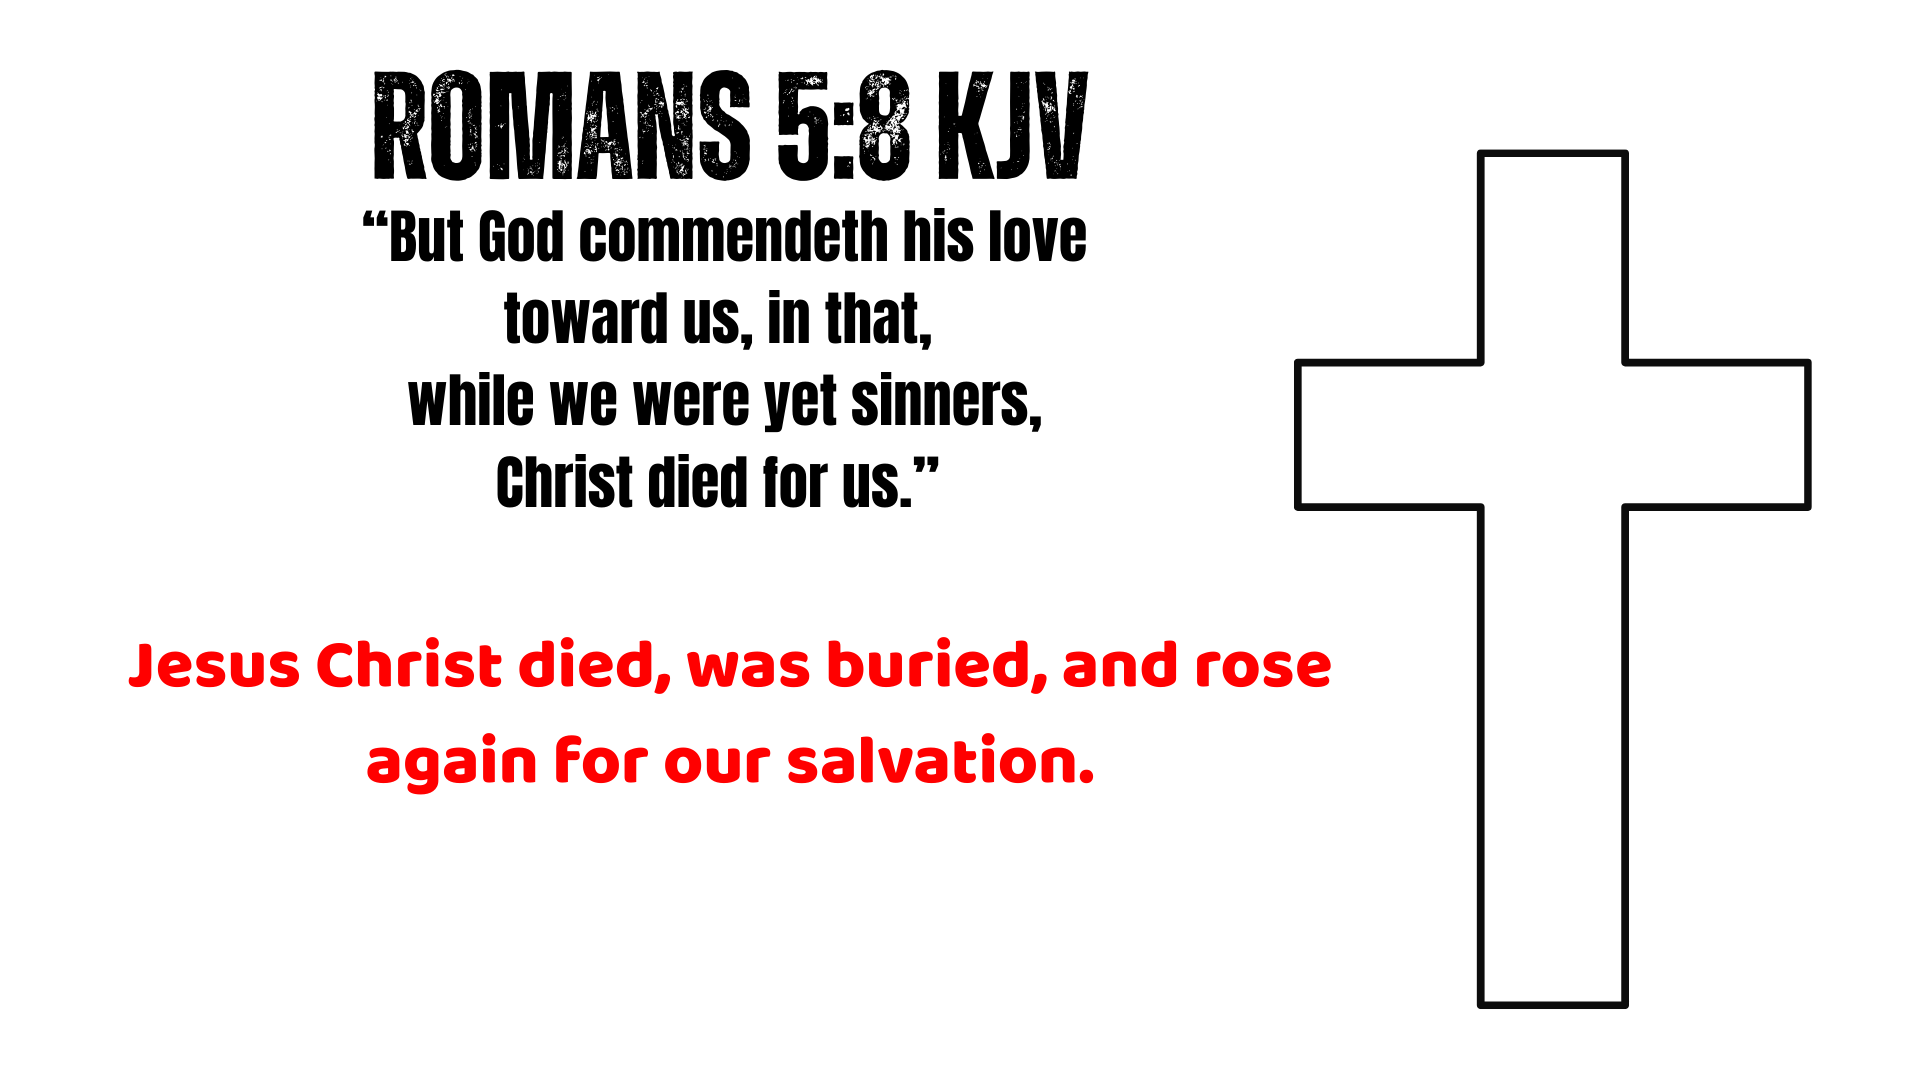 ROMANS 5:8 KJV
“But God commendeth his love
toward us, in that,
while we were yet sinners,
Christ died for us.”
Jesus Christ died, was buried, and rose
again for our salvation.